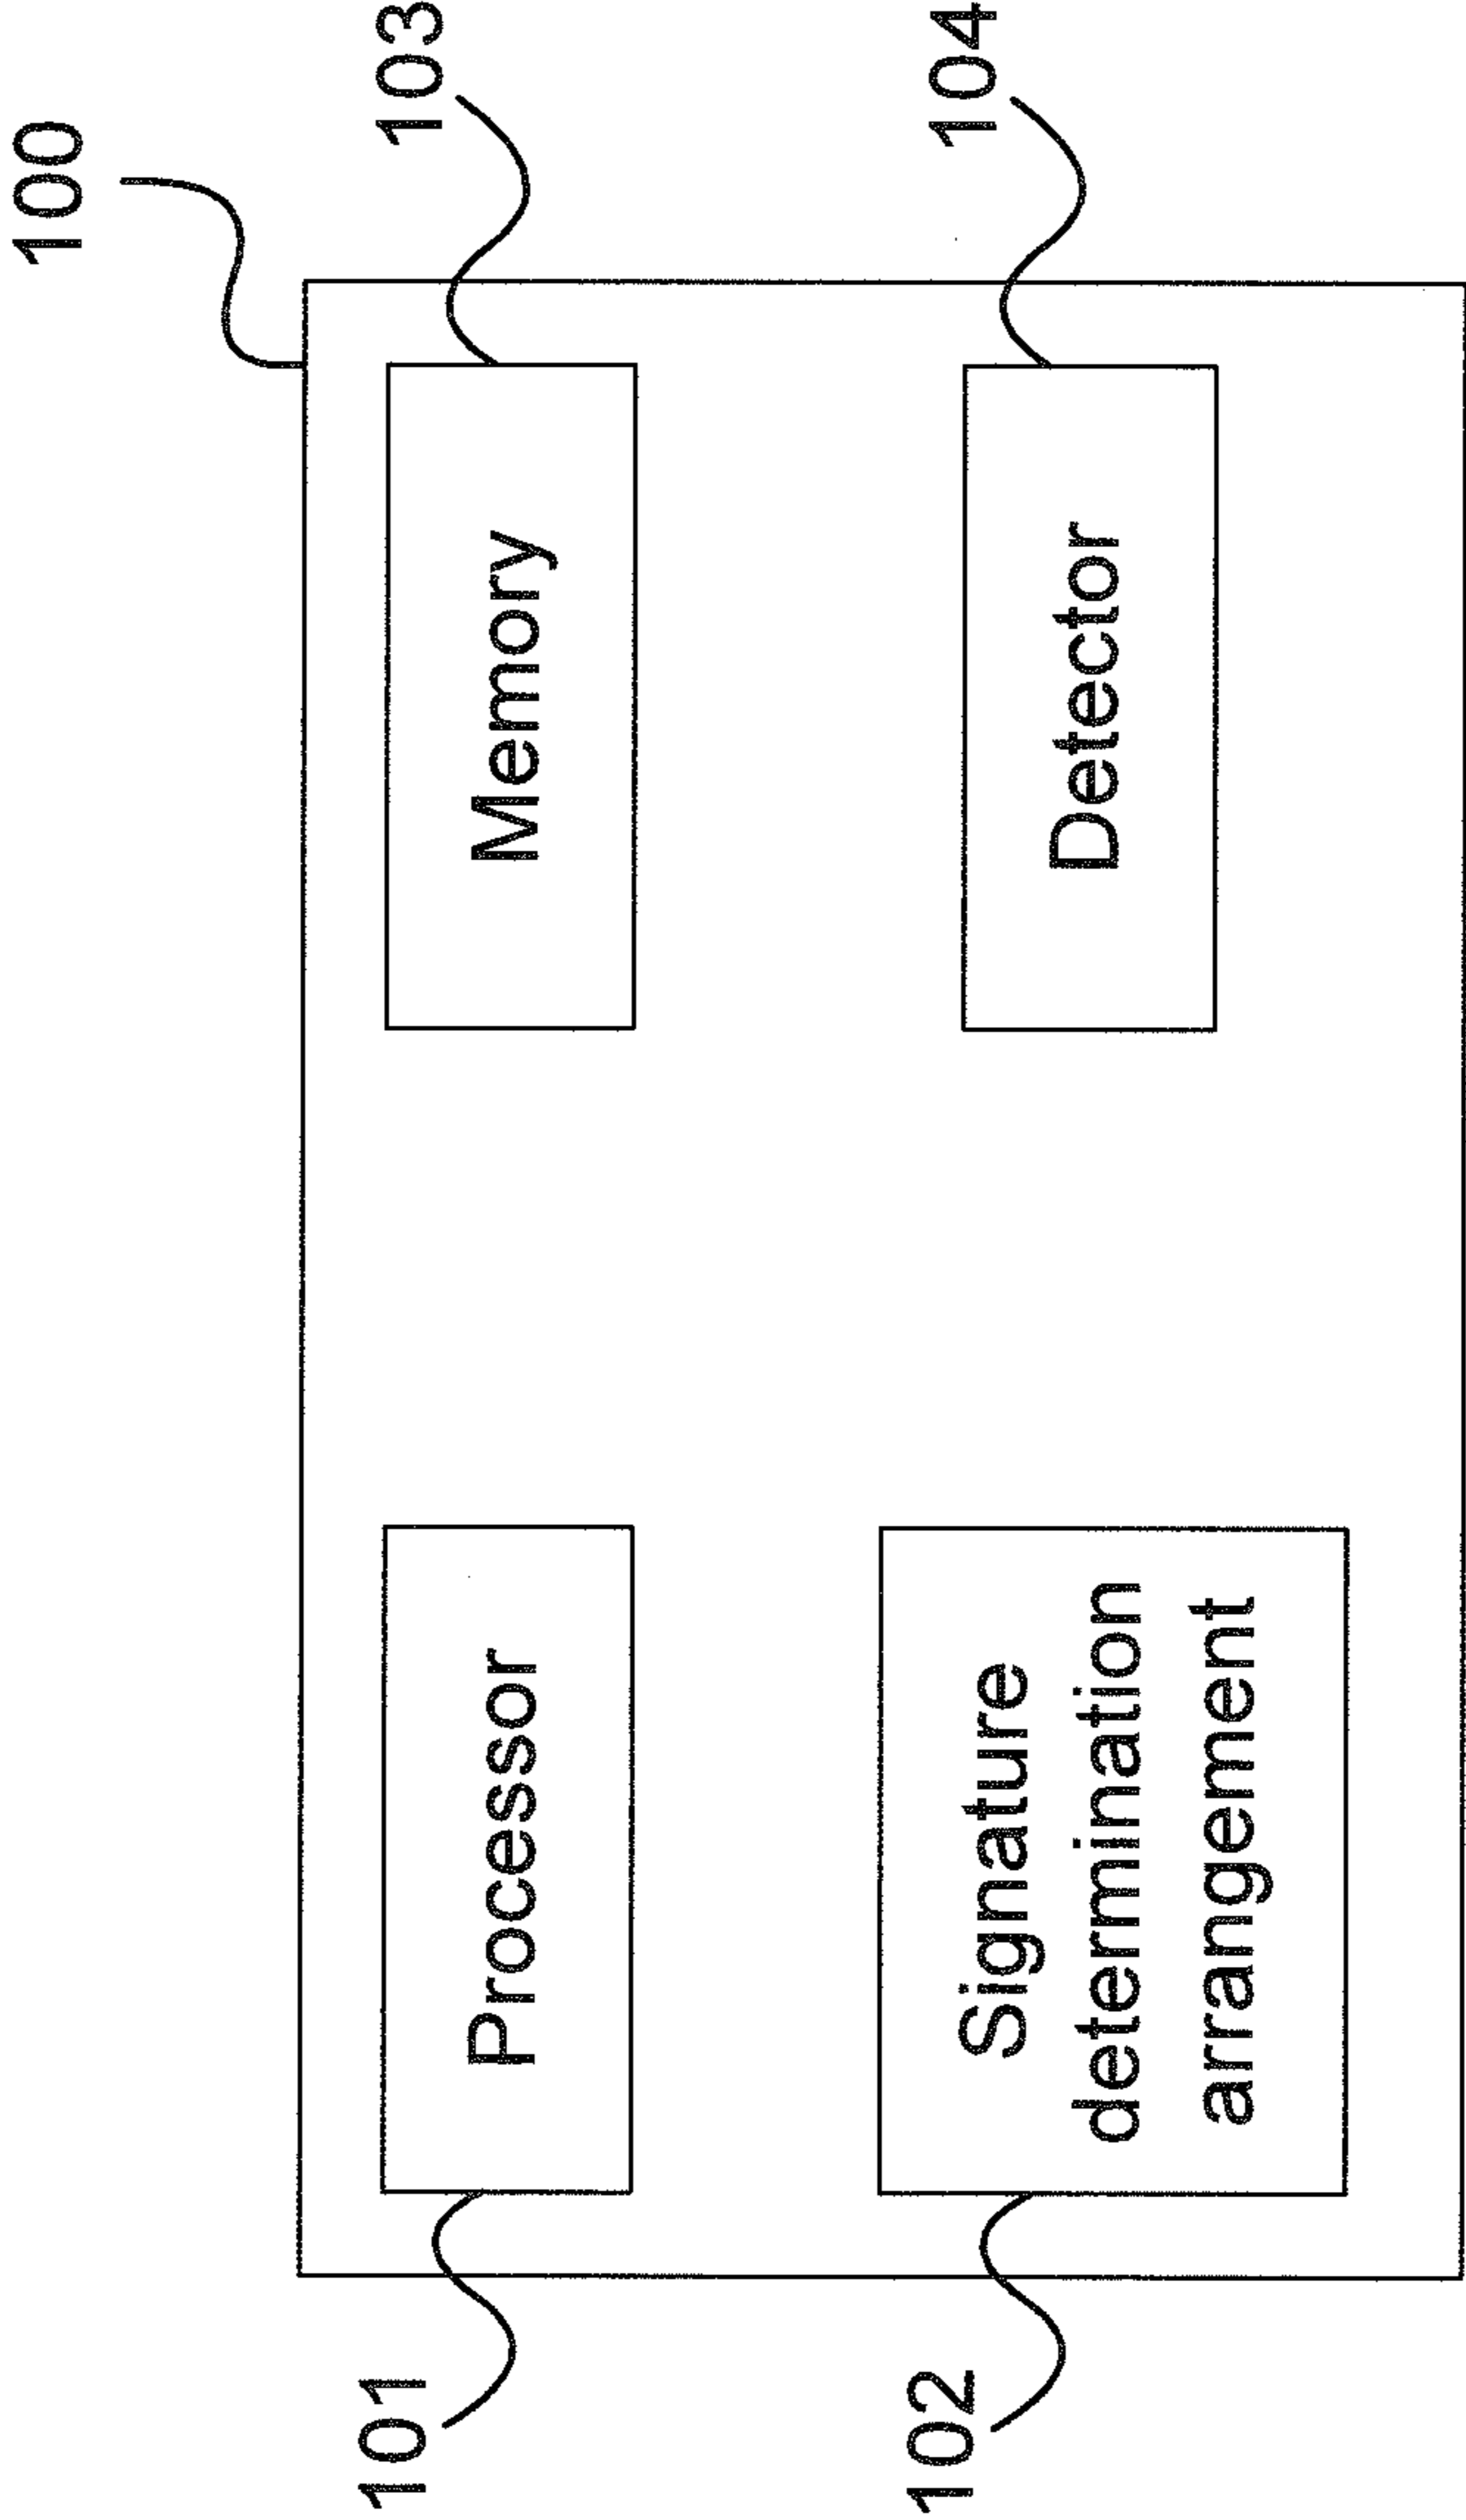 100
101
Processor
Memory
103
102
Signature
determination
arrangement
Detector
104